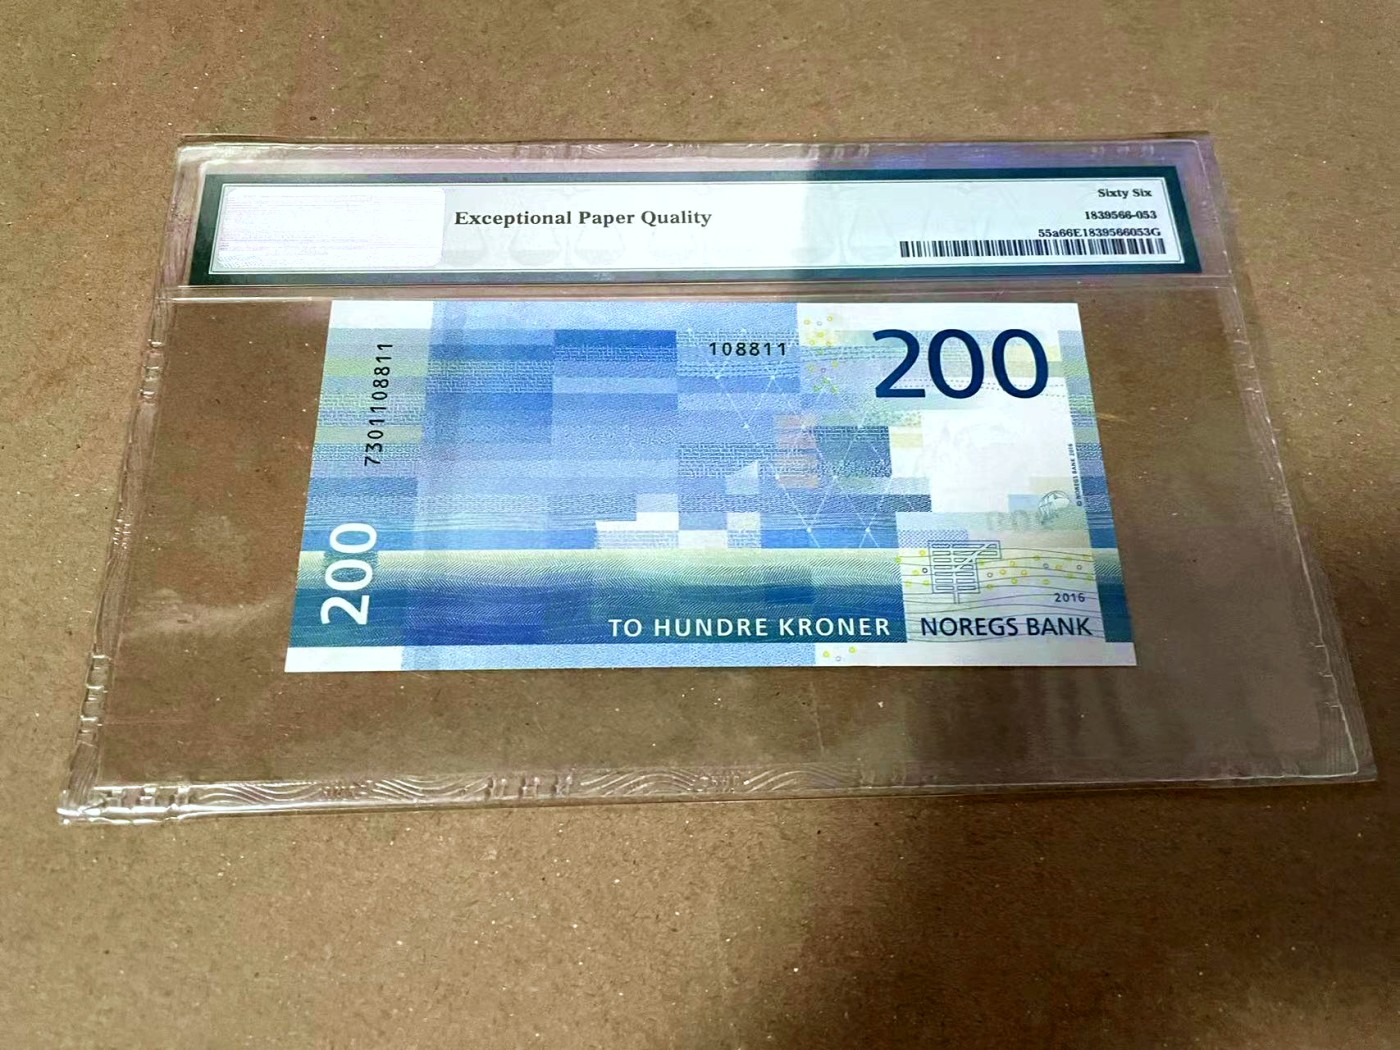 Exceptional Paper Quality
Sixty Six
1839566-053
55a66E1839566053G
7301108811
108811
200
© NOREGS BANK 2016
200
2016
TO HUNDRE KRONER
NOREGS BANK